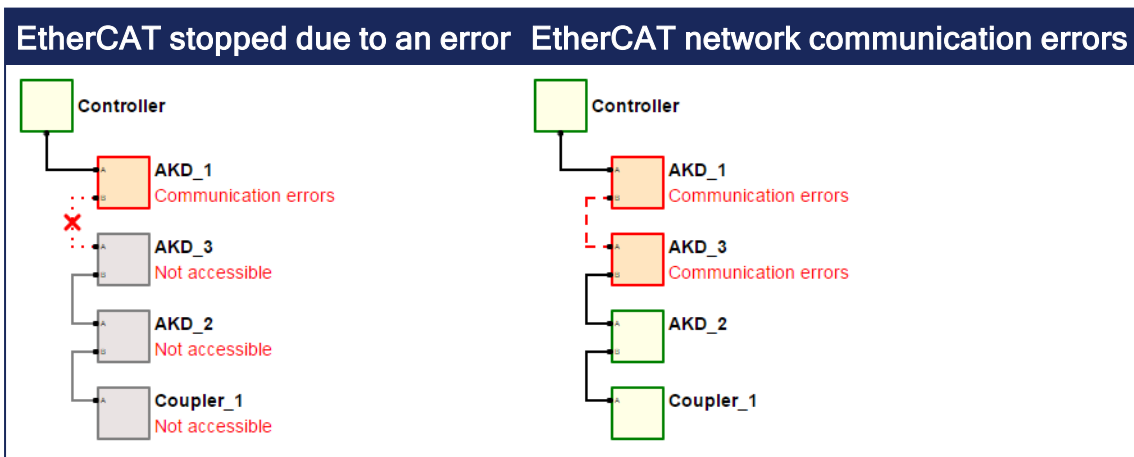 EtherCAT stopped due to an error
Controller
A
AKD_1
Communication errors
B
A
AKD_3
Not accessible
B
A
AKD_2
Not accessible
B
A
Coupler_1
Not accessible
EtherCAT network communication errors
Controller
A
AKD_1
Communication errors
B
A
AKD_3
Communication errors
B
A
AKD_2
B
A
Coupler_1